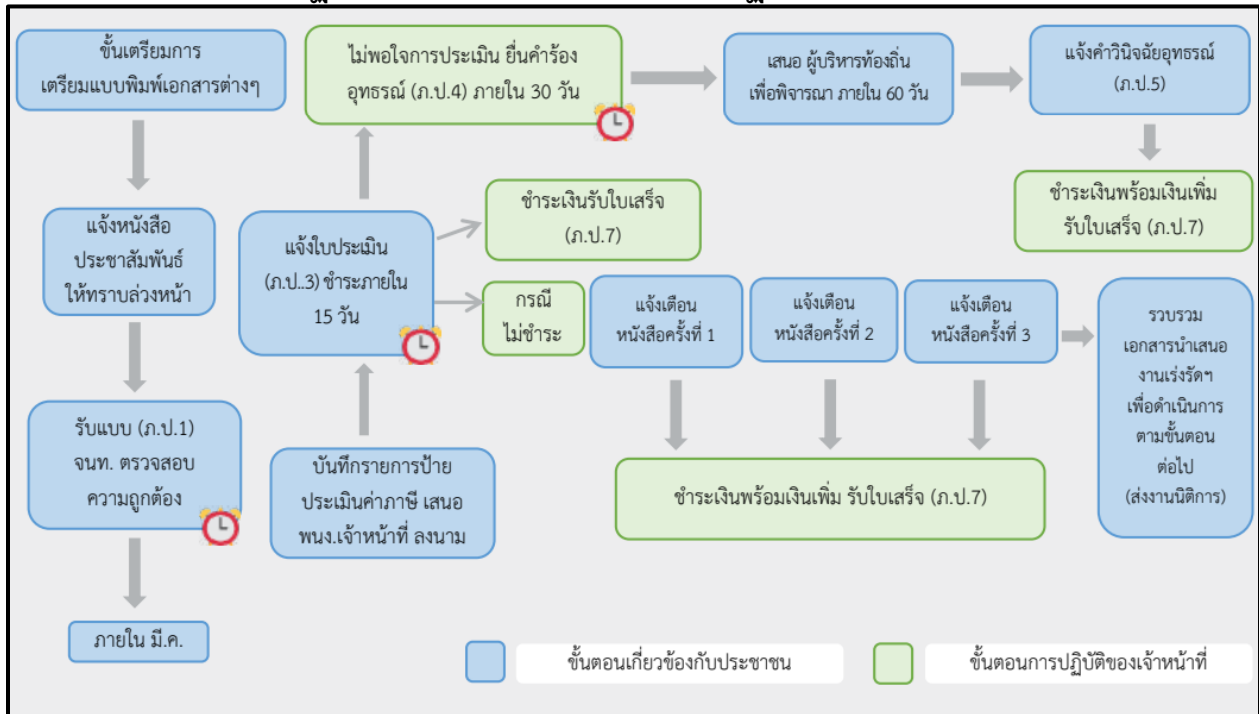 ขั้นเตรียมการ
เตรียมแบบพิมพ์เอกสารต่างๆ
ไม่พอใจการประเมิน ยื่นคำร้อง
อุทธรณ์ (ภ.ป.4) ภายใน 30 วัน
เสนอ ผู้บริหารท้องถิ่น
เพื่อพิจารณา ภายใน 60 วัน
แจ้งคำวินิจฉัยอุทธรณ์
(ภ.ป.5)
ชำระเงินพร้อมเงินเพิ่ม
รับใบเสร็จ (ภ.ป.7)
แจ้งหนังสือ
ประชาสัมพันธ์
ให้ทราบล่วงหน้า
แจ้งใบประเมิน
(ภ.ป..3) ชำระภายใน
15 วัน
ชำระเงินรับใบเสร็จ
(ภ.ป.7)
กรณี
ไม่ชำระ
แจ้งเตือน
หนังสือครั้งที่ 1
แจ้งเตือน
หนังสือครั้งที่ 2
แจ้งเตือน
หนังสือครั้งที่ 3
รวบรวม
เอกสารนำเสนอ
งานเร่งรัดฯ
เพื่อดำเนินการ
ตามขั้นตอน
ต่อไป
(ส่งงานนิติการ)
รับแบบ (ภ.ป.1)
จนท. ตรวจสอบ
ความถูกต้อง
บันทึกรายการป้าย
ประเมินค่าภาษี เสนอ
พนง.เจ้าหน้าที่ ลงนาม
ชำระเงินพร้อมเงินเพิ่ม รับใบเสร็จ (ภ.ป.7)
ภายใน มี.ค.
ขั้นตอนเกี่ยวข้องกับประชาชน
ขั้นตอนการปฏิบัติของเจ้าหน้าที่